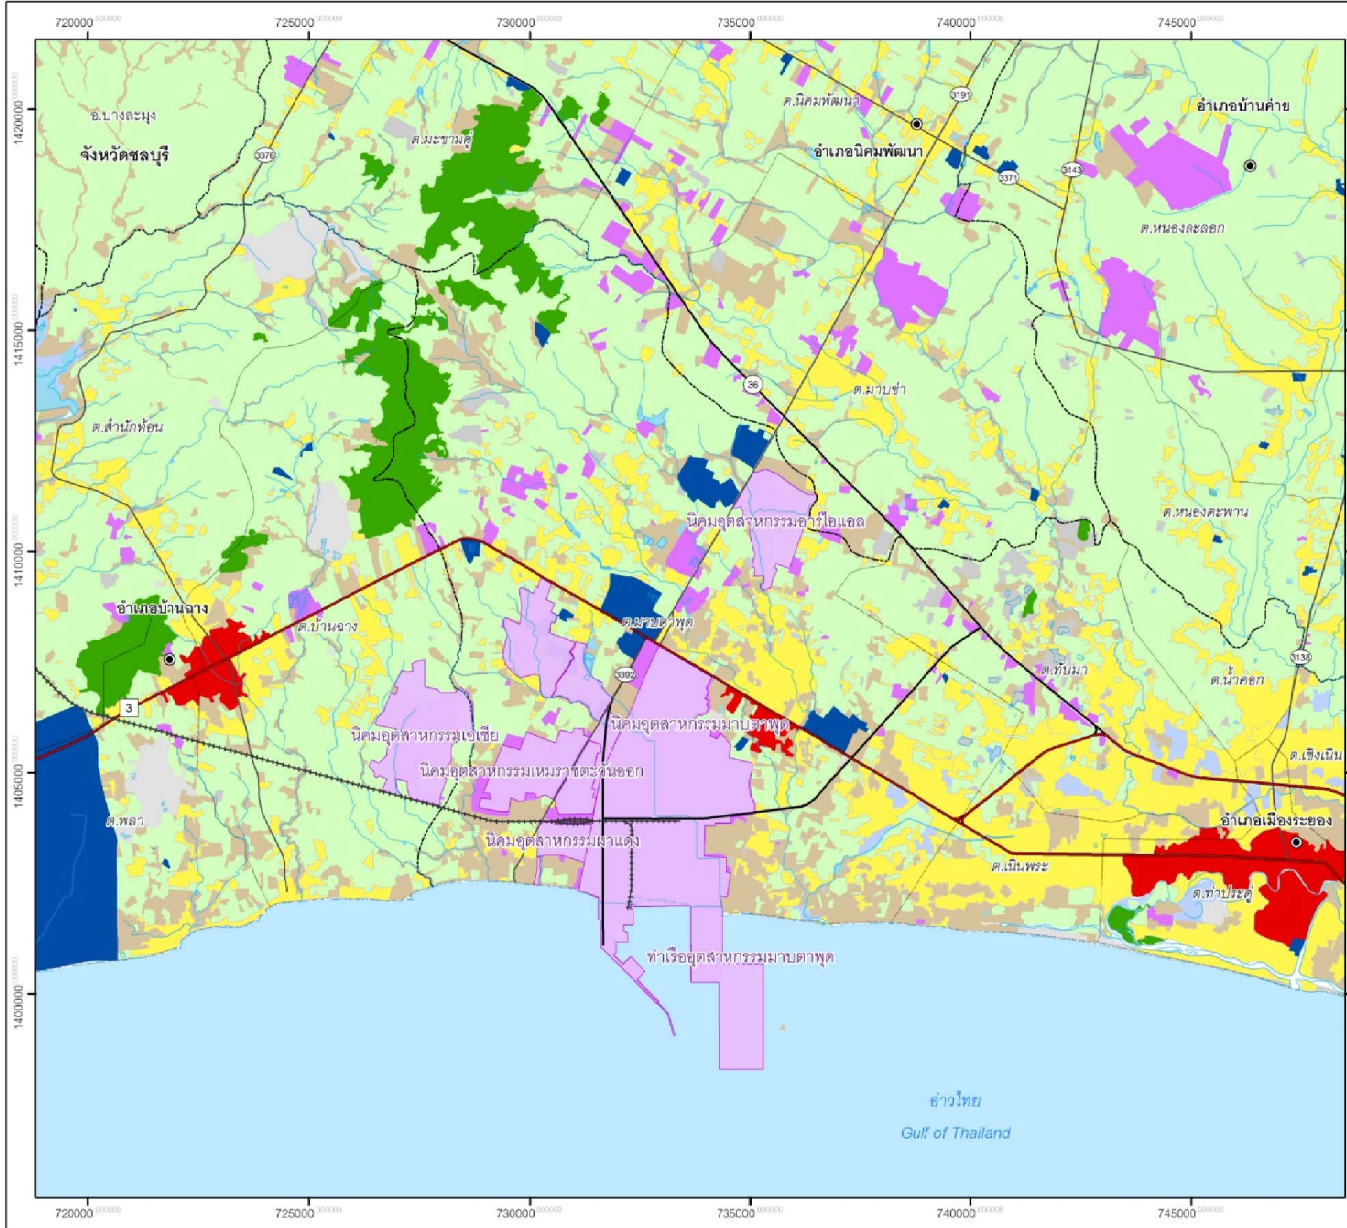 720000 725000 730000 735000 740000 745000
1420000
1415000
1410000
1405000
1400000
อ.บางละมุง
จังหวัดชลบุรี
3376
ต.มะขามคู่
ต.นิคมพัฒนา
3191
อำเภอบ้านค่าย
อำเภอนิคมพัฒนา
3371
3143
ต.หนองละลอก
36
ต.มาบข่า
ต.สำนักท้อน
ต.หนองตะพาน
นิคมอุตสาหกรรมอาร์ไอแอล
อำเภอบ้านฉาง
ต.บ้านฉาง
ต.มาบตาพุด
3392
3138
ต.ทับมา
ต.น้ำคอก
3
นิคมอุตสาหกรรมมาบตาพุด
นิคมอุตสาหกรรมเอเซีย
ต.เชิงเนิน
นิคมอุตสาหกรรมเหมราชตะวันออก
ต.พลา
อำเภอเมืองระยอง
นิคมอุตสาหกรรมผาแดง
ต.เนินพระ
ต.ท่าประดู่
ท่าเรืออุตสาหกรรมมาบตาพุด
อ่าวไทย
Gulf of Thailand
720000 725000 730000 735000 740000 745000